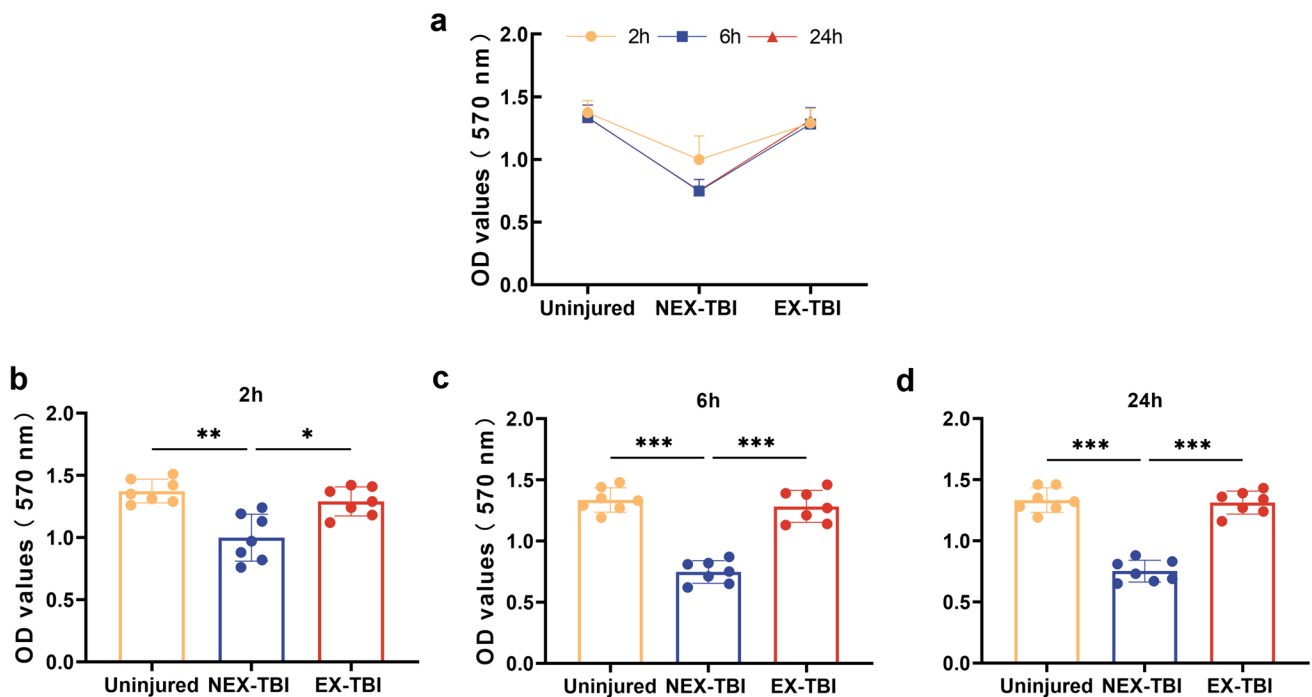 a
2.0
2h 6h 24h
1.5
1.0
0.5
0.0
OD values ( 570 nm )
Uninjured NEX-TBI EX-TBI
b
2h
2.0
1.5
1.0
0.5
0.0
OD values ( 570 nm )
** *
Uninjured NEX-TBI EX-TBI
c
6h
2.0
1.5
1.0
0.5
0.0
OD values ( 570 nm )
*** ***
Uninjured NEX-TBI EX-TBI
d
24h
2.0
1.5
1.0
0.5
0.0
OD values ( 570 nm )
*** ***
Uninjured NEX-TBI EX-TBI